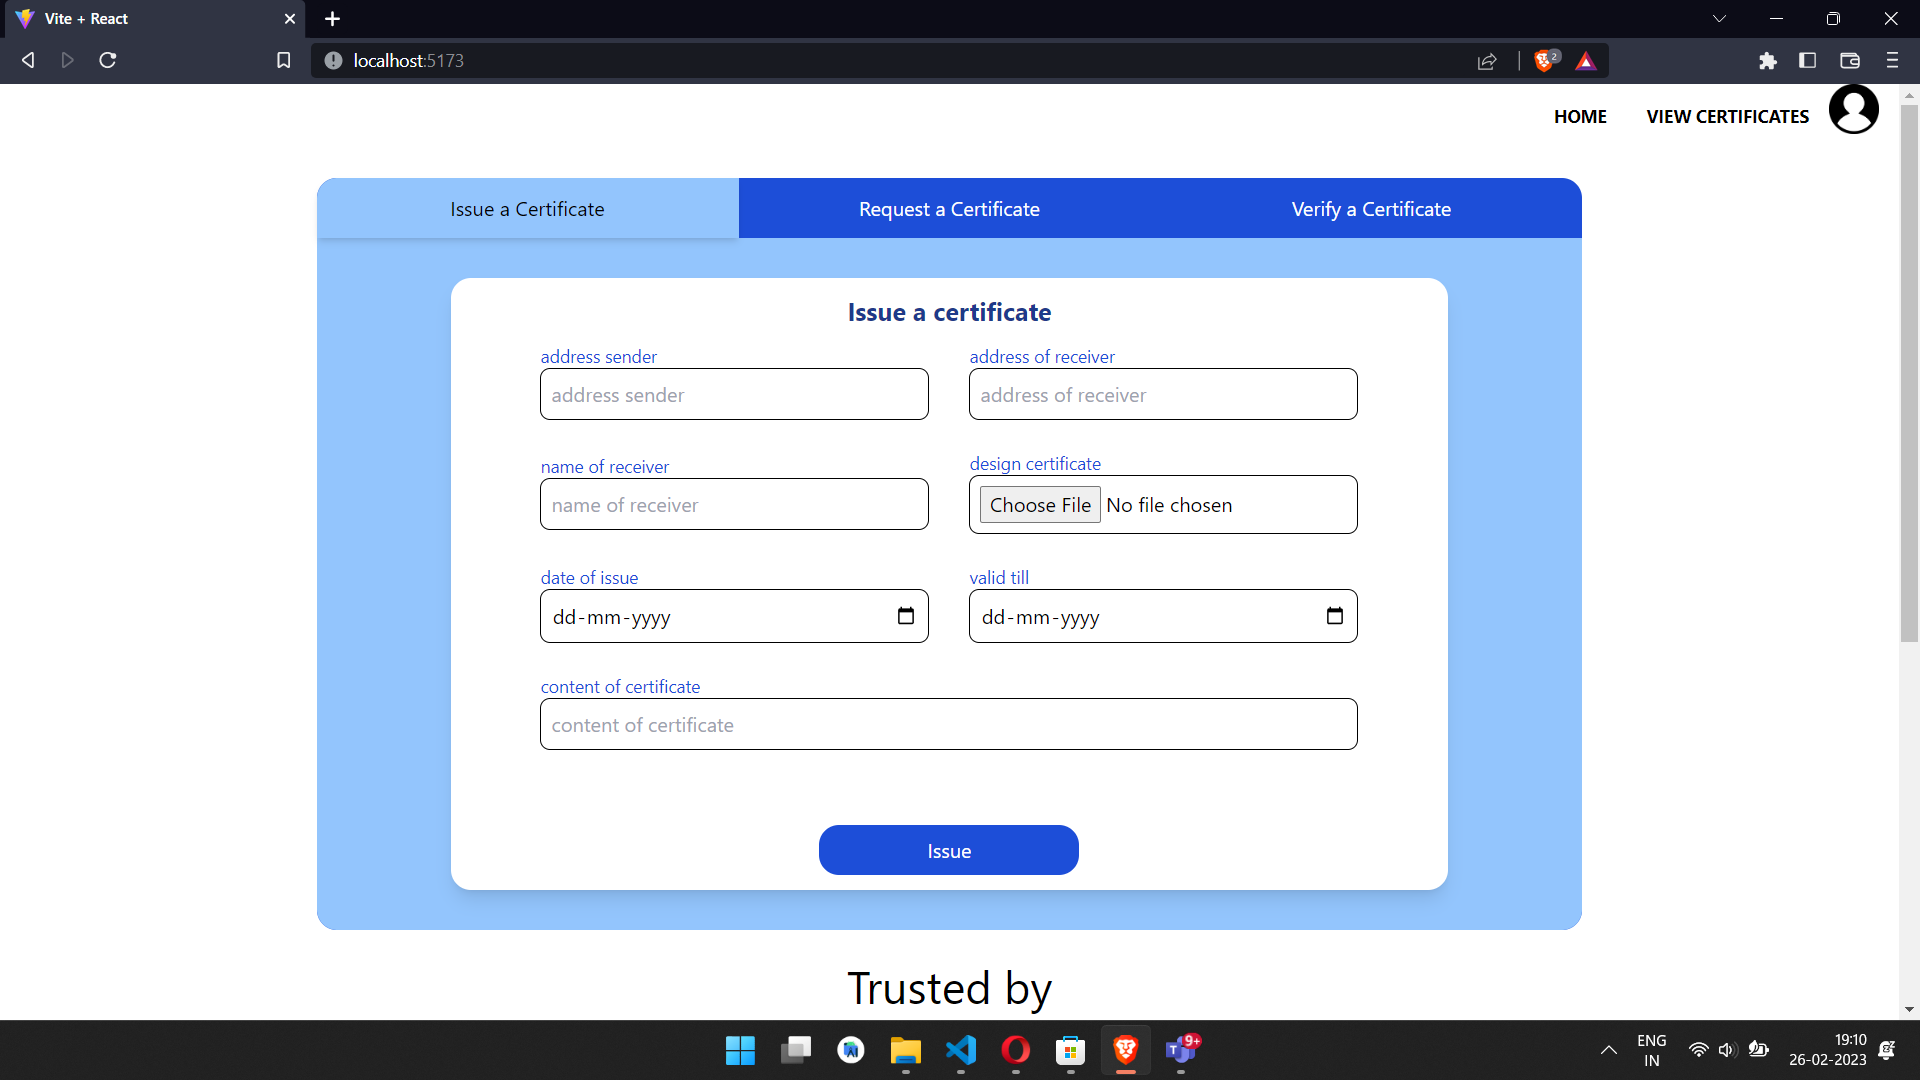 Vite + React
localhost:5173
2
HOME VIEW CERTIFICATES
Issue a Certificate Request a Certificate Verify a Certificate
Issue a certificate
address sender address of receiver
address sender address of receiver
name of receiver design certificate
name of receiver Choose File No file chosen
date of issue valid till
dd-mm-yyyy dd-mm-yyyy
content of certificate
content of certificate
Issue
Trusted by
9+
ENG
IN
19:10
26-02-2023